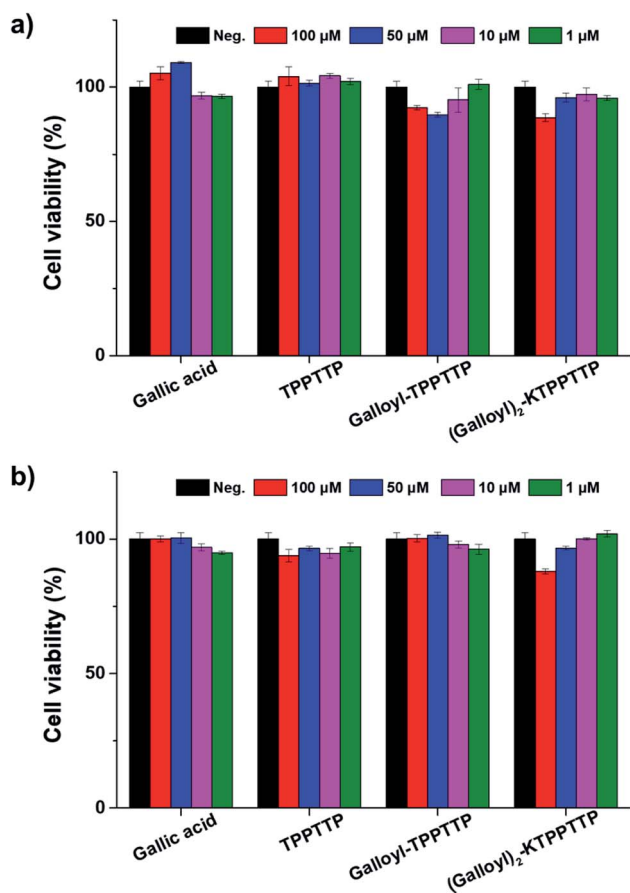 a)
Neg. 100 µM 50 µM 10 µM 1 µM
100
50
0
Cell viability (%)
Gallic acid
TPPTTP
Galloyl-TPPTTP
(Galloyl)2-KTPPTTP
b)
Neg. 100 µM 50 µM 10 µM 1 µM
100
50
0
Cell viability (%)
Gallic acid
TPPTTP
Galloyl-TPPTTP
(Galloyl)2-KTPPTTP